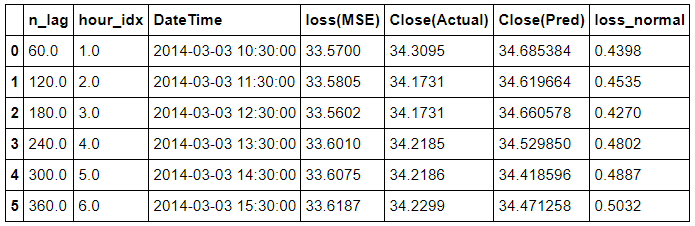 n_lag hour_idx DateTime loss(MSE) Close(Actual) Close(Pred) loss_normal
0 60.0 1.0 2014-03-03 10:30:00 33.5700 34.3095 34.685384 0.4398
1 120.0 2.0 2014-03-03 11:30:00 33.5805 34.1731 34.619664 0.4535
2 180.0 3.0 2014-03-03 12:30:00 33.5602 34.1731 34.660578 0.4270
3 240.0 4.0 2014-03-03 13:30:00 33.6010 34.2185 34.529850 0.4802
4 300.0 5.0 2014-03-03 14:30:00 33.6075 34.2186 34.418596 0.4887
5 360.0 6.0 2014-03-03 15:30:00 33.6187 34.2299 34.471258 0.5032